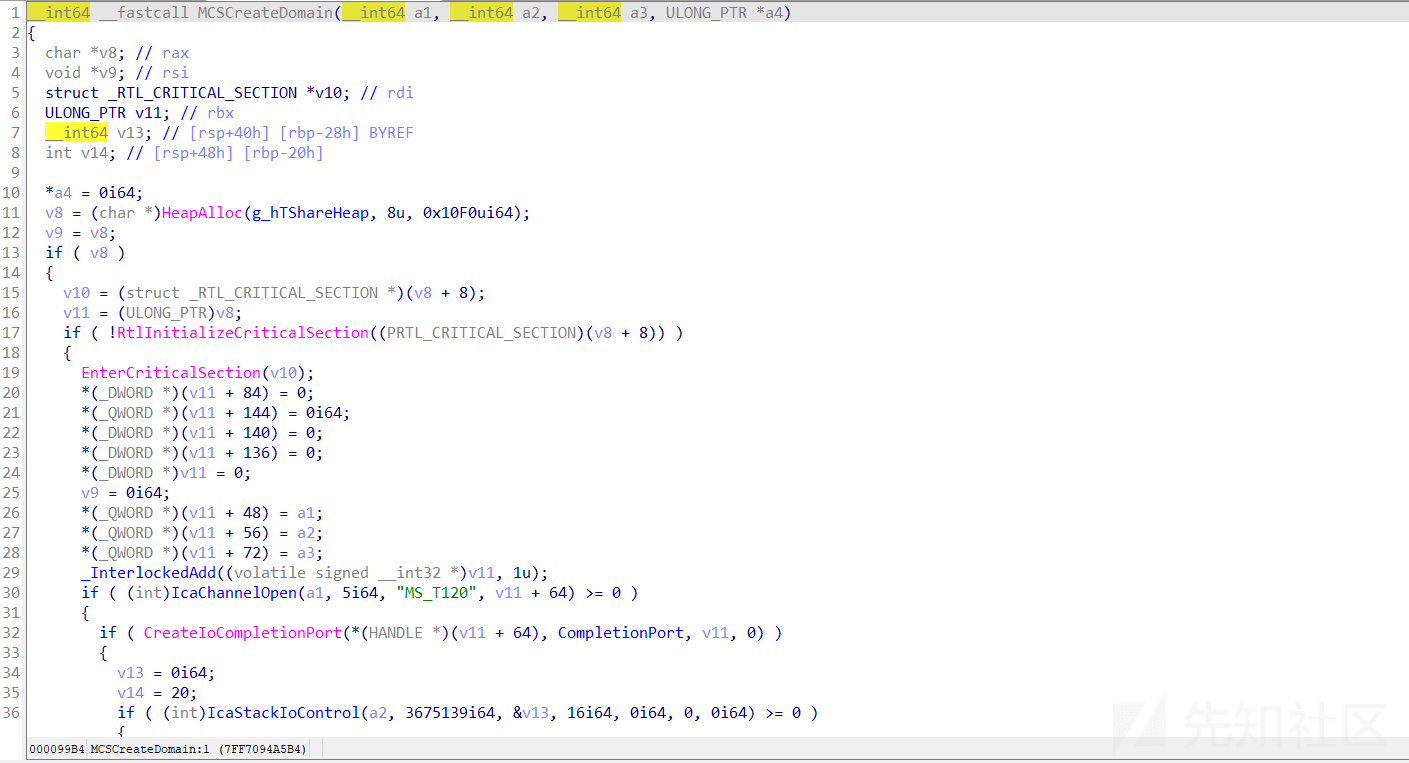 1 __int64 __fastcall MCSCreateDomain(__int64 a1, __int64 a2, __int64 a3, ULONG_PTR *a4)
2 {
3   char *v8; // rax
4   void *v9; // rsi
5   struct _RTL_CRITICAL_SECTION *v10; // rdi
6   ULONG_PTR v11; // rbx
7   __int64 v13; // [rsp+40h] [rbp-28h] BYREF
8   int v14; // [rsp+48h] [rbp-20h]
9
10   *a4 = 0i64;
11   v8 = (char *)HeapAlloc(g_hTShareHeap, 8u, 0x10F0ui64);
12   v9 = v8;
13   if ( v8 )
14   {
15     v10 = (struct _RTL_CRITICAL_SECTION *)(v8 + 8);
16     v11 = (ULONG_PTR)v8;
17     if ( !RtlInitializeCriticalSection((PRTL_CRITICAL_SECTION)(v8 + 8)) )
18     {
19       EnterCriticalSection(v10);
20       *(_DWORD *)(v11 + 84) = 0;
21       *(_QWORD *)(v11 + 144) = 0i64;
22       *(_DWORD *)(v11 + 140) = 0;
23       *(_DWORD *)(v11 + 136) = 0;
24       *(_DWORD *)v11 = 0;
25       v9 = 0i64;
26       *(_QWORD *)(v11 + 48) = a1;
27       *(_QWORD *)(v11 + 56) = a2;
28       *(_QWORD *)(v11 + 72) = a3;
29       _InterlockedAdd((volatile signed __int32 *)v11, 1u);
30       if ( (int)IcaChannelOpen(a1, 5i64, "MS_T120", v11 + 64) >= 0 )
31       {
32         if ( CreateIoCompletionPort(*(HANDLE *)(v11 + 64), CompletionPort, v11, 0) )
33         {
34           v13 = 0i64;
35           v14 = 20;
36           if ( (int)IcaStackIoControl(a2, 3675139i64, &v13, 16i64, 0i64, 0, 0i64) >= 0 )
          {
000099B4 MCSCreateDomain:1 (7FF7094A5B4)
先知社区